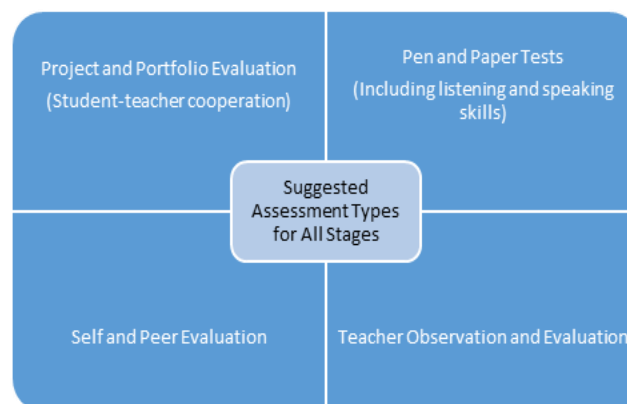 Project and Portfolio Evaluation
(Student-teacher cooperation)
Pen and Paper Tests
(Including listening and speaking
skills)
Suggested
Assessment Types
for All Stages
Self and Peer Evaluation
Teacher Observation and Evaluation